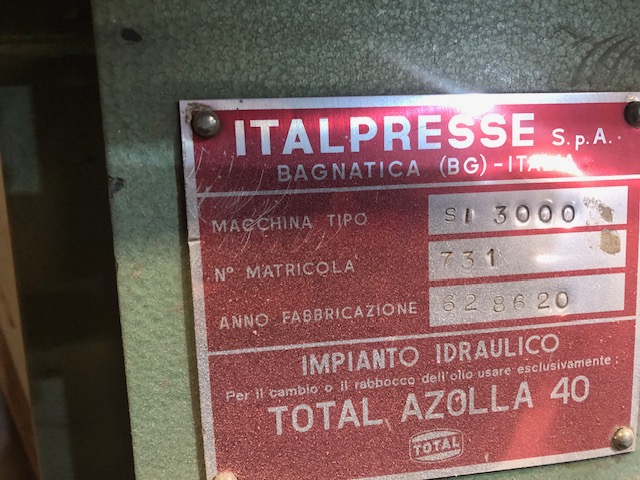 ITALPRESSE S.p.A.
BAGNATICA (BG) - ITALIA
MACCHINA TIPO SI 3000
N° MATRICOLA 731
ANNO FABBRICAZIONE 628620
IMPIANTO IDRAULICO
Per il cambio o il rabbocco dell'olio usare esclusivamente:
TOTAL AZOLLA 40
TOTAL